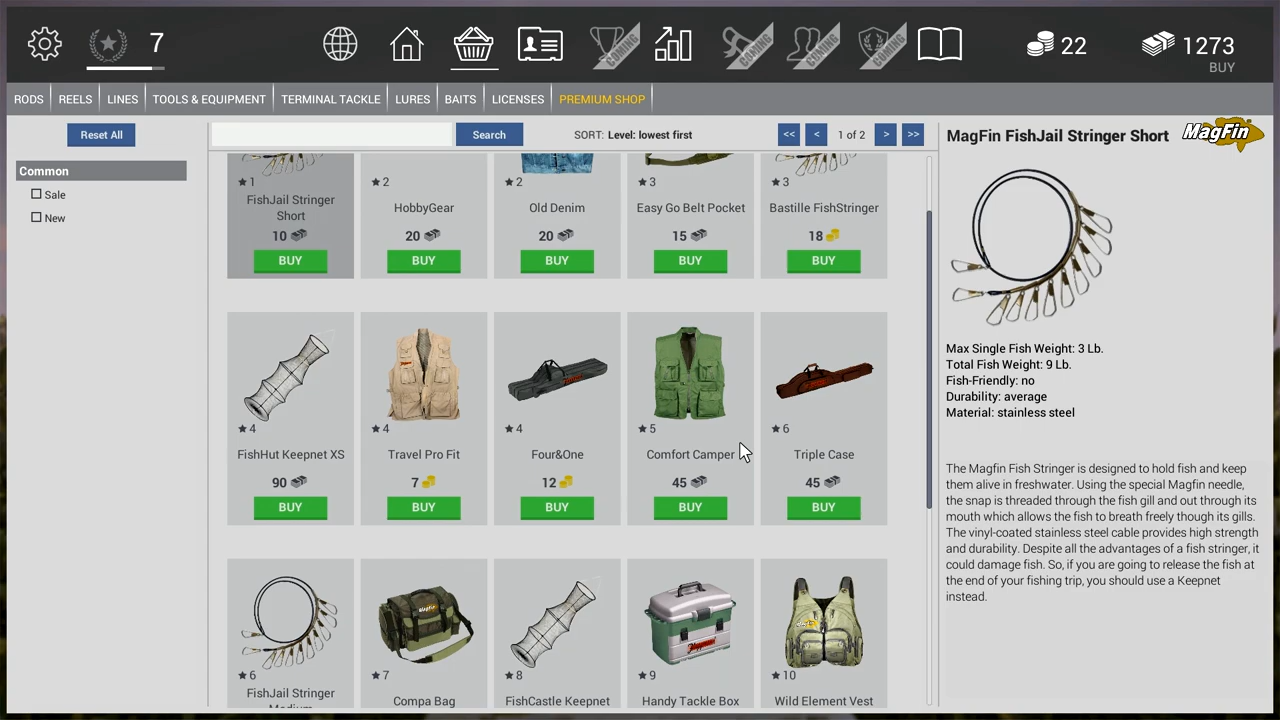 7
COMING
COMING
COMING
COMING
22
1273
BUY
RODS
REELS
LINES
TOOLS & EQUIPMENT
TERMINAL TACKLE
LURES
BAITS
LICENSES
PREMIUM SHOP
Reset All
Search
SORT: Level: lowest first
<<
<
1 of 2
>
>>
Common
Sale
New
1
FishJail Stringer
Short
10
BUY
2
HobbyGear
20
BUY
2
Old Denim
20
BUY
3
Easy Go Belt Pocket
15
BUY
3
Bastille FishStringer
18
BUY
4
FishHut Keepnet XS
90
BUY
4
Travel Pro Fit
7
BUY
4
Four&One
12
BUY
5
Comfort Camper
45
BUY
6
Triple Case
45
BUY
6
FishJail Stringer
Medium
7
Compa Bag
8
FishCastle Keepnet
9
Handy Tackle Box
10
Wild Element Vest
MagFin FishJail Stringer Short
MagFin
Max Single Fish Weight: 3 Lb.
Total Fish Weight: 9 Lb.
Fish-Friendly: no
Durability: average
Material: stainless steel
The Magfin Fish Stringer is designed to hold fish and keep
them alive in freshwater. Using the special Magfin needle,
the snap is threaded through the fish gill and out through its
mouth which allows the fish to breath freely though its gills.
The vinyl-coated stainless steel cable provides high strength
and durability. Despite all the advantages of a fish stringer, it
could damage fish. So, if you are going to release the fish at
the end of your fishing trip, you should use a Keepnet
instead.